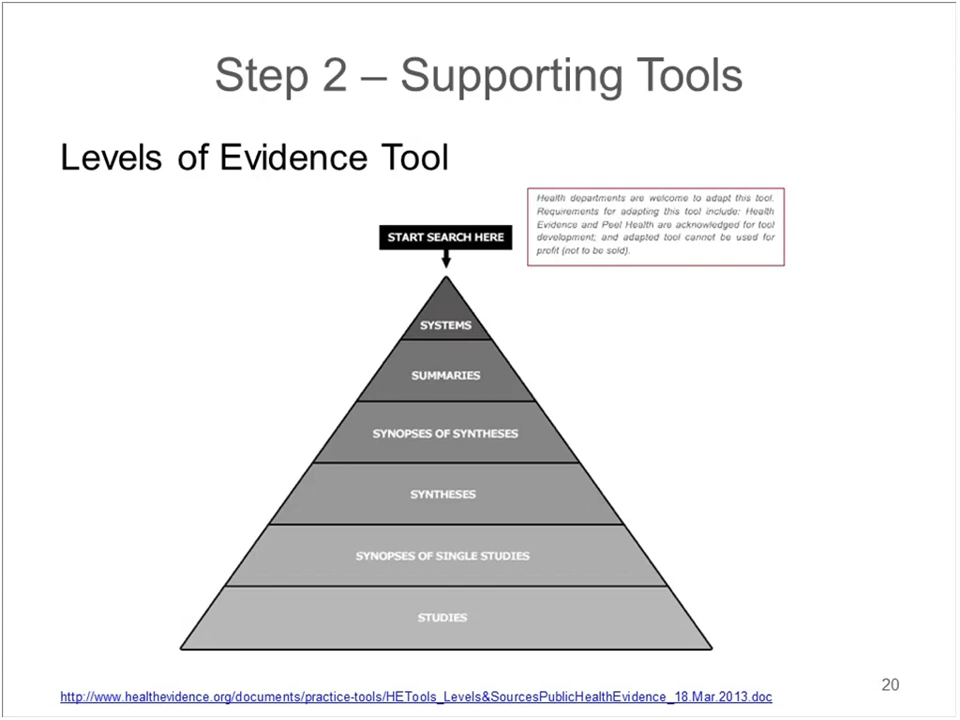 Step 2 – Supporting Tools
Levels of Evidence Tool
Health departments are welcome to adapt this tool.
Requirements for adapting this tool include: Health
Evidence and Peel Health are acknowledged for tool
development; and adapted tool cannot be used for
profit (not to be sold).
START SEARCH HERE
SYSTEMS
SUMMARIES
SYNOPSES OF SYNTHESES
SYNTHESES
SYNOPSES OF SINGLE STUDIES
STUDIES
http://www.healthevidence.org/documents/practice-tools/HETools_Levels&SourcesPublicHealthEvidence_18.Mar.2013.doc
20